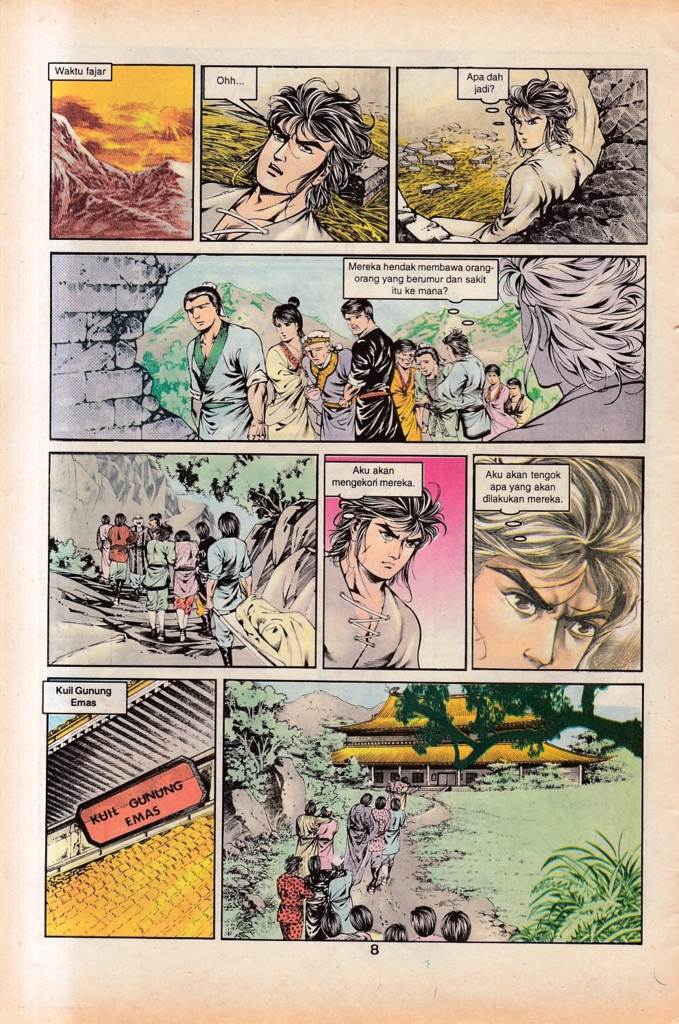 Waktu fajar
Ohh...
Apa dah
jadi?
Mereka hendak membawa orang-
orang yang berumur dan sakit
itu ke mana?
Aku akan
mengekori mereka.
Aku akan tengok
apa yang akan
dilakukan mereka.
Kuil Gunung
Emas
KUIL GUNUNG
EMAS
8